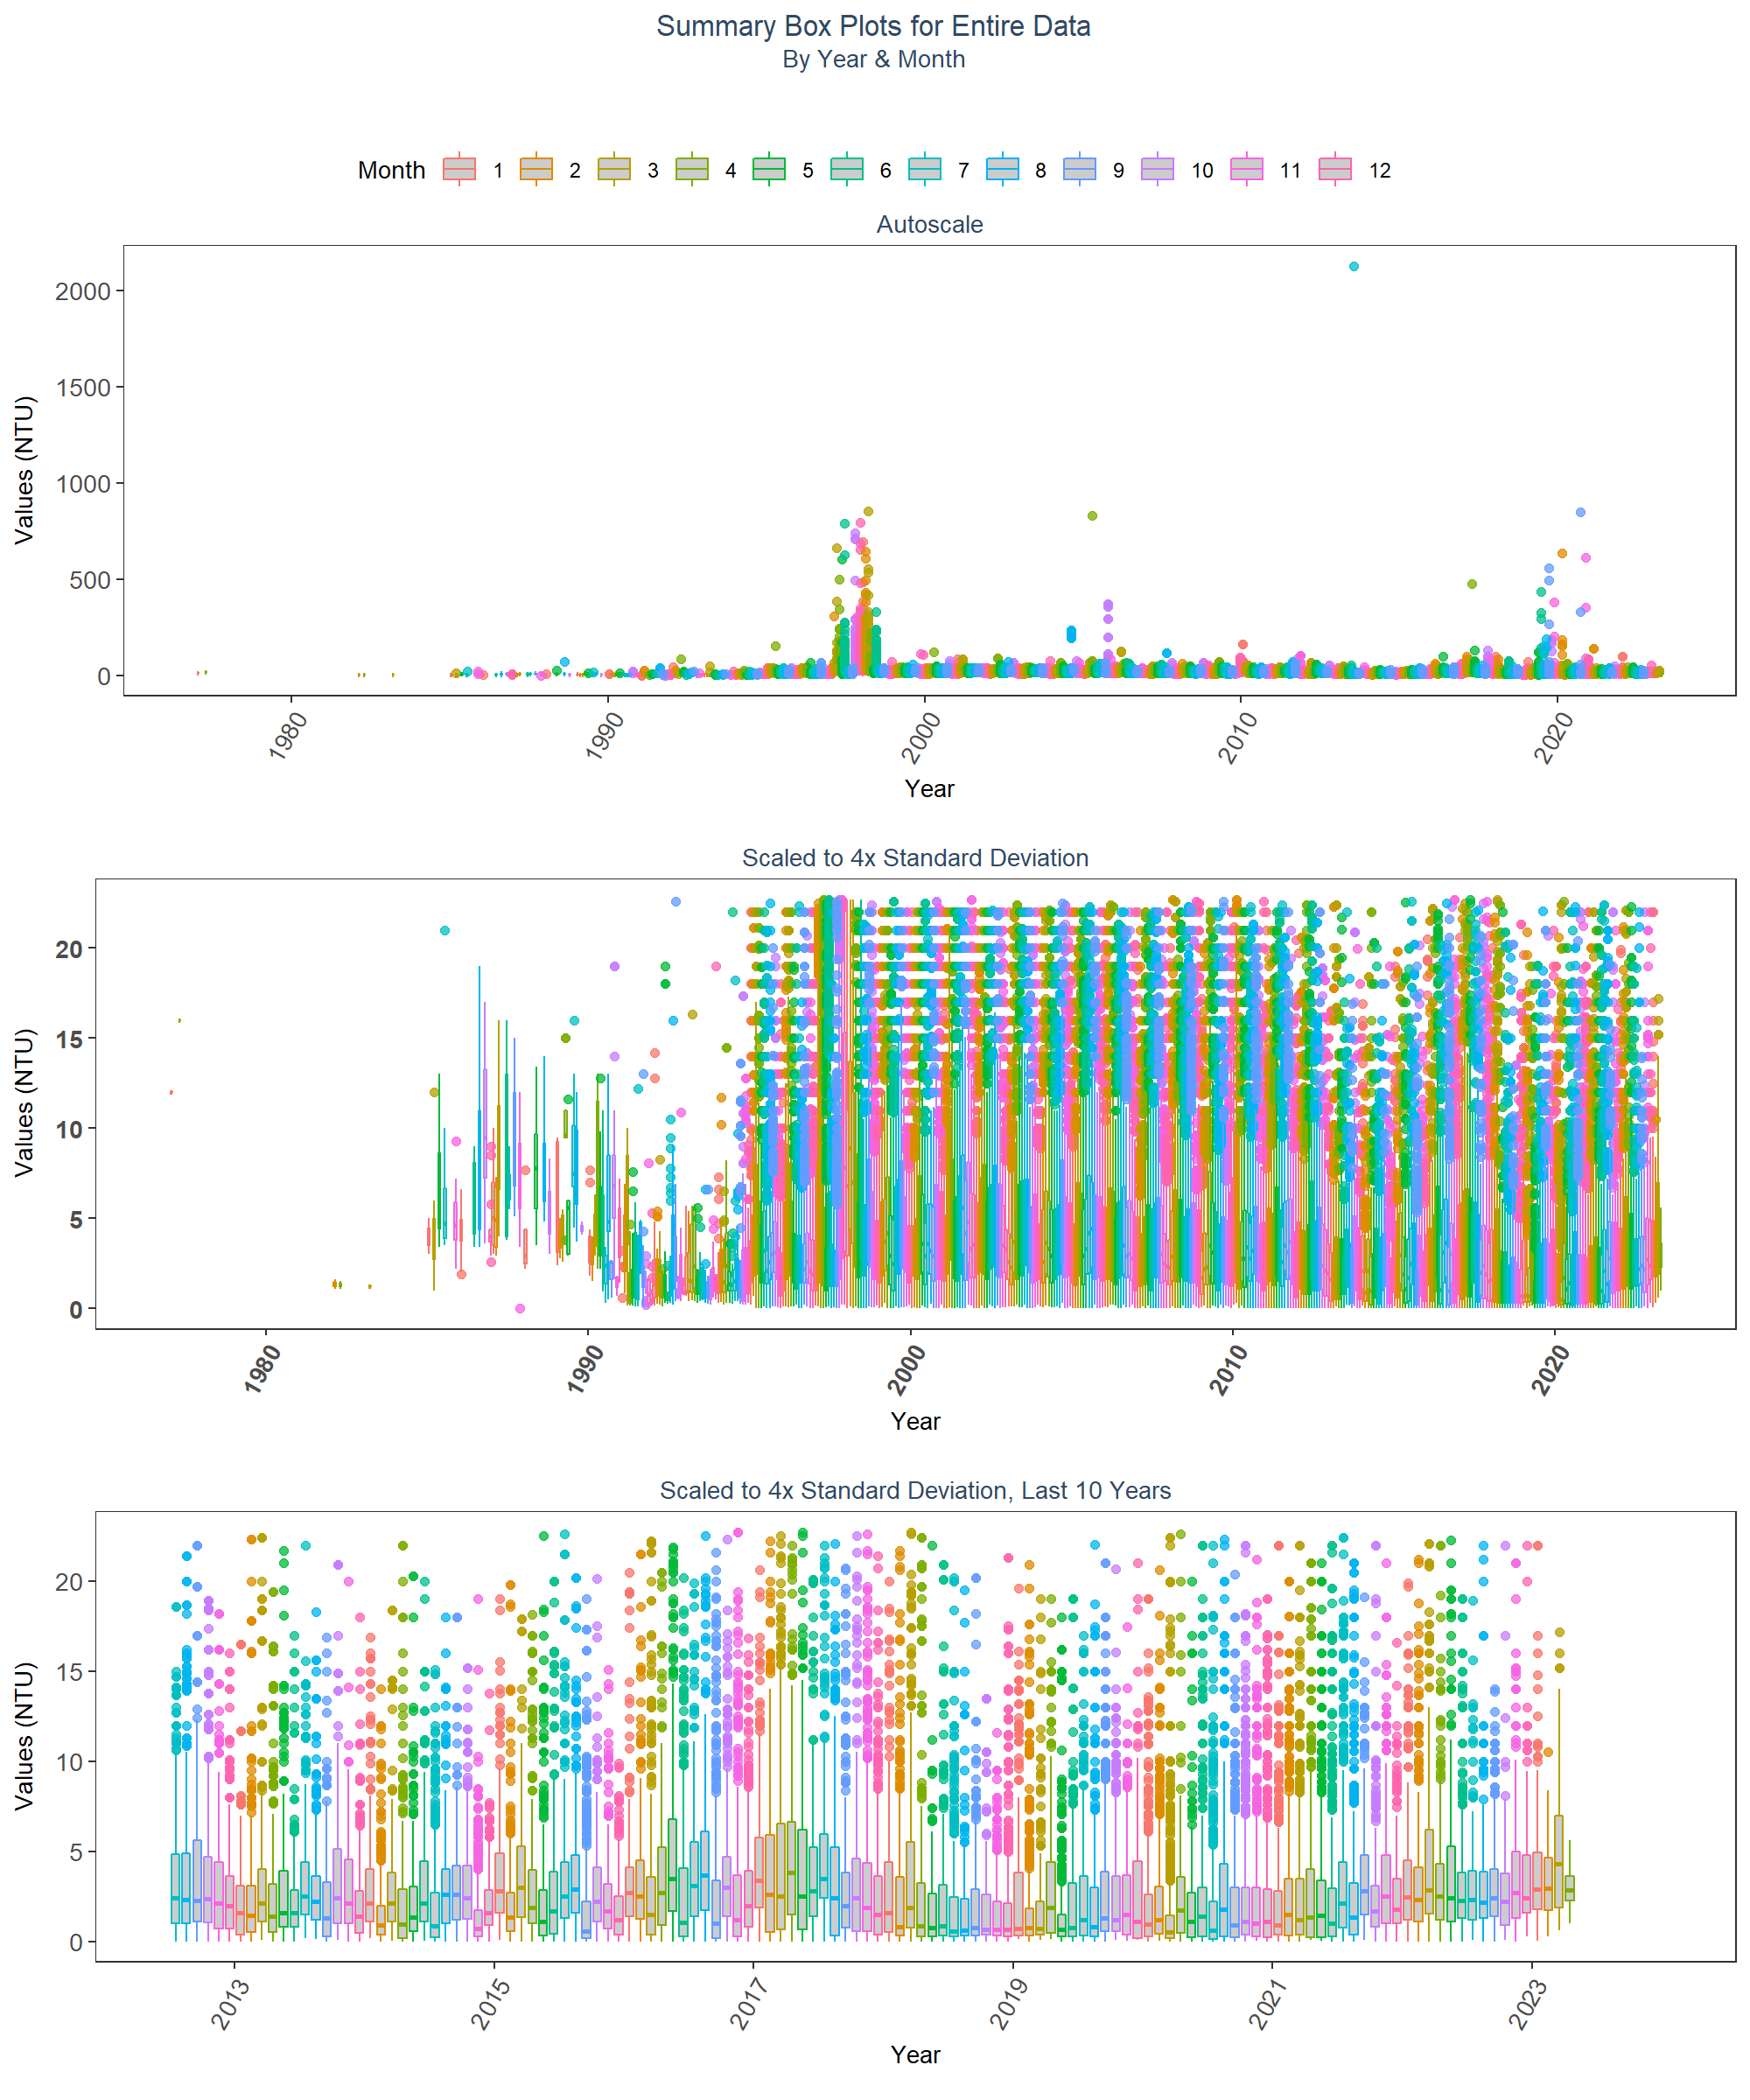 Summary Box Plots for Entire Data
By Year & Month
Month 1 2 3 4 5 6 7 8 9 10 11 12
Autoscale
Values (NTU)
2000
1500
1000
500
0
1980 1990 2000 2010 2020
Year
Scaled to 4x Standard Deviation
Values (NTU)
20
15
10
5
0
1980 1990 2000 2010 2020
Year
Scaled to 4x Standard Deviation, Last 10 Years
Values (NTU)
20
15
10
5
0
2013 2015 2017 2019 2021 2023
Year